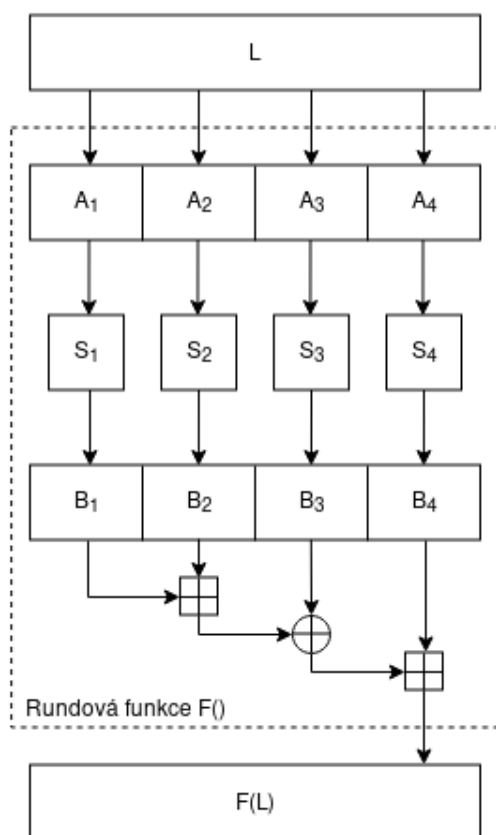 L
A₁ A₂ A₃ A₄
S₁ S₂ S₃ S₄
B₁ B₂ B₃ B₄
Rundová funkce F()
F(L)